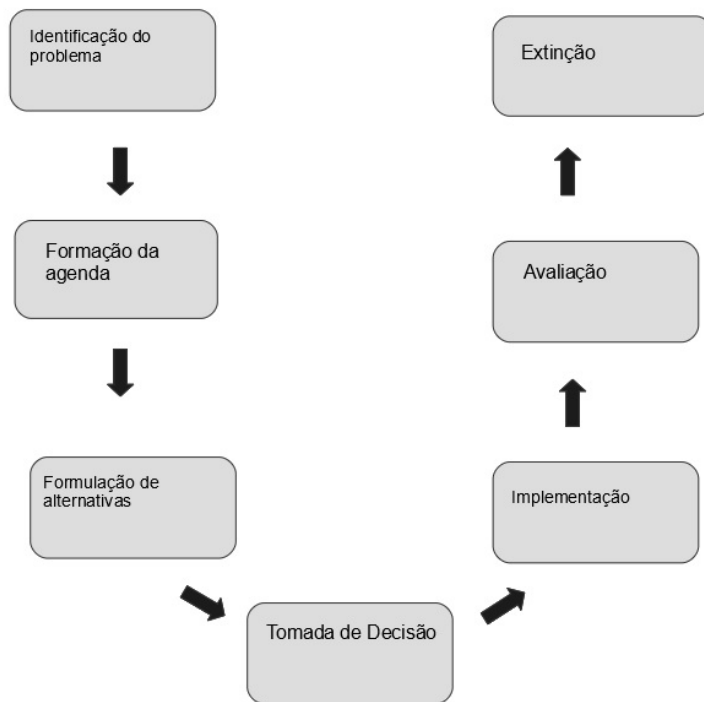 Identificação do
problema
Formação da
agenda
Formulação de
alternativas
Tomada de Decisão
Implementação
Avaliação
Extinção